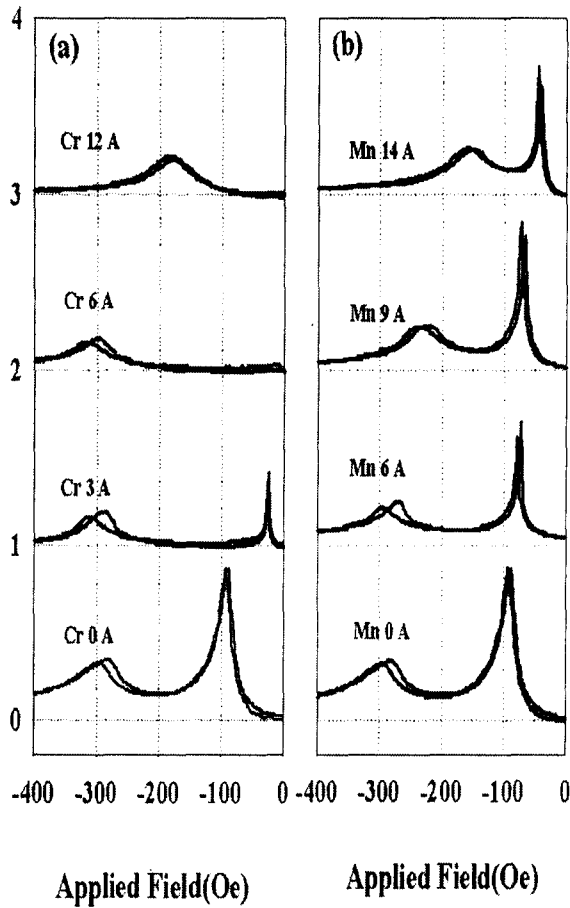 4
(a)
(b)
Cr 12 A
Mn 14 A
3
Cr 6 A
Mn 9 A
2
Cr 3 A
Mn 6 A
1
Cr 0 A
Mn 0 A
0
-400 -300 -200 -100 0
-400 -300 -200 -100 0
Applied Field(Oe)
Applied Field(Oe)